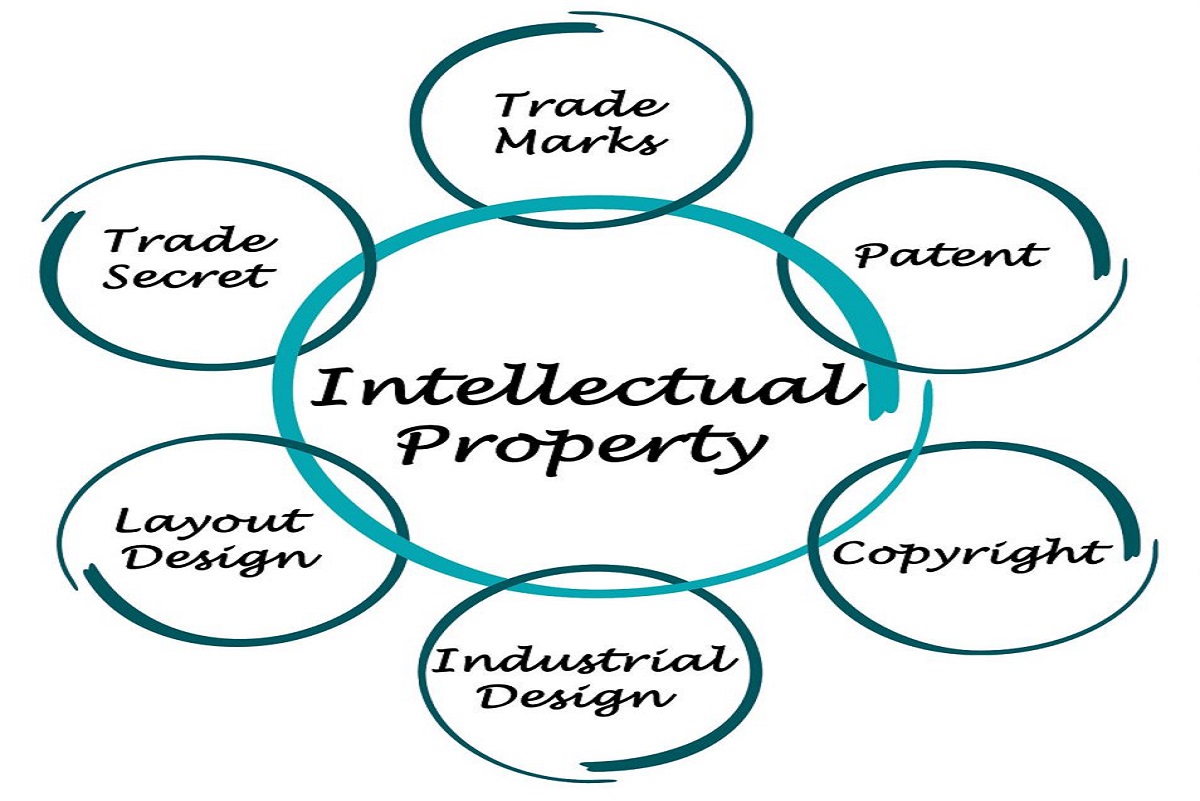 Trade
Marks
Trade
Secret
Patent
Intellectual
Property
Layout
Design
Copyright
Industrial
Design